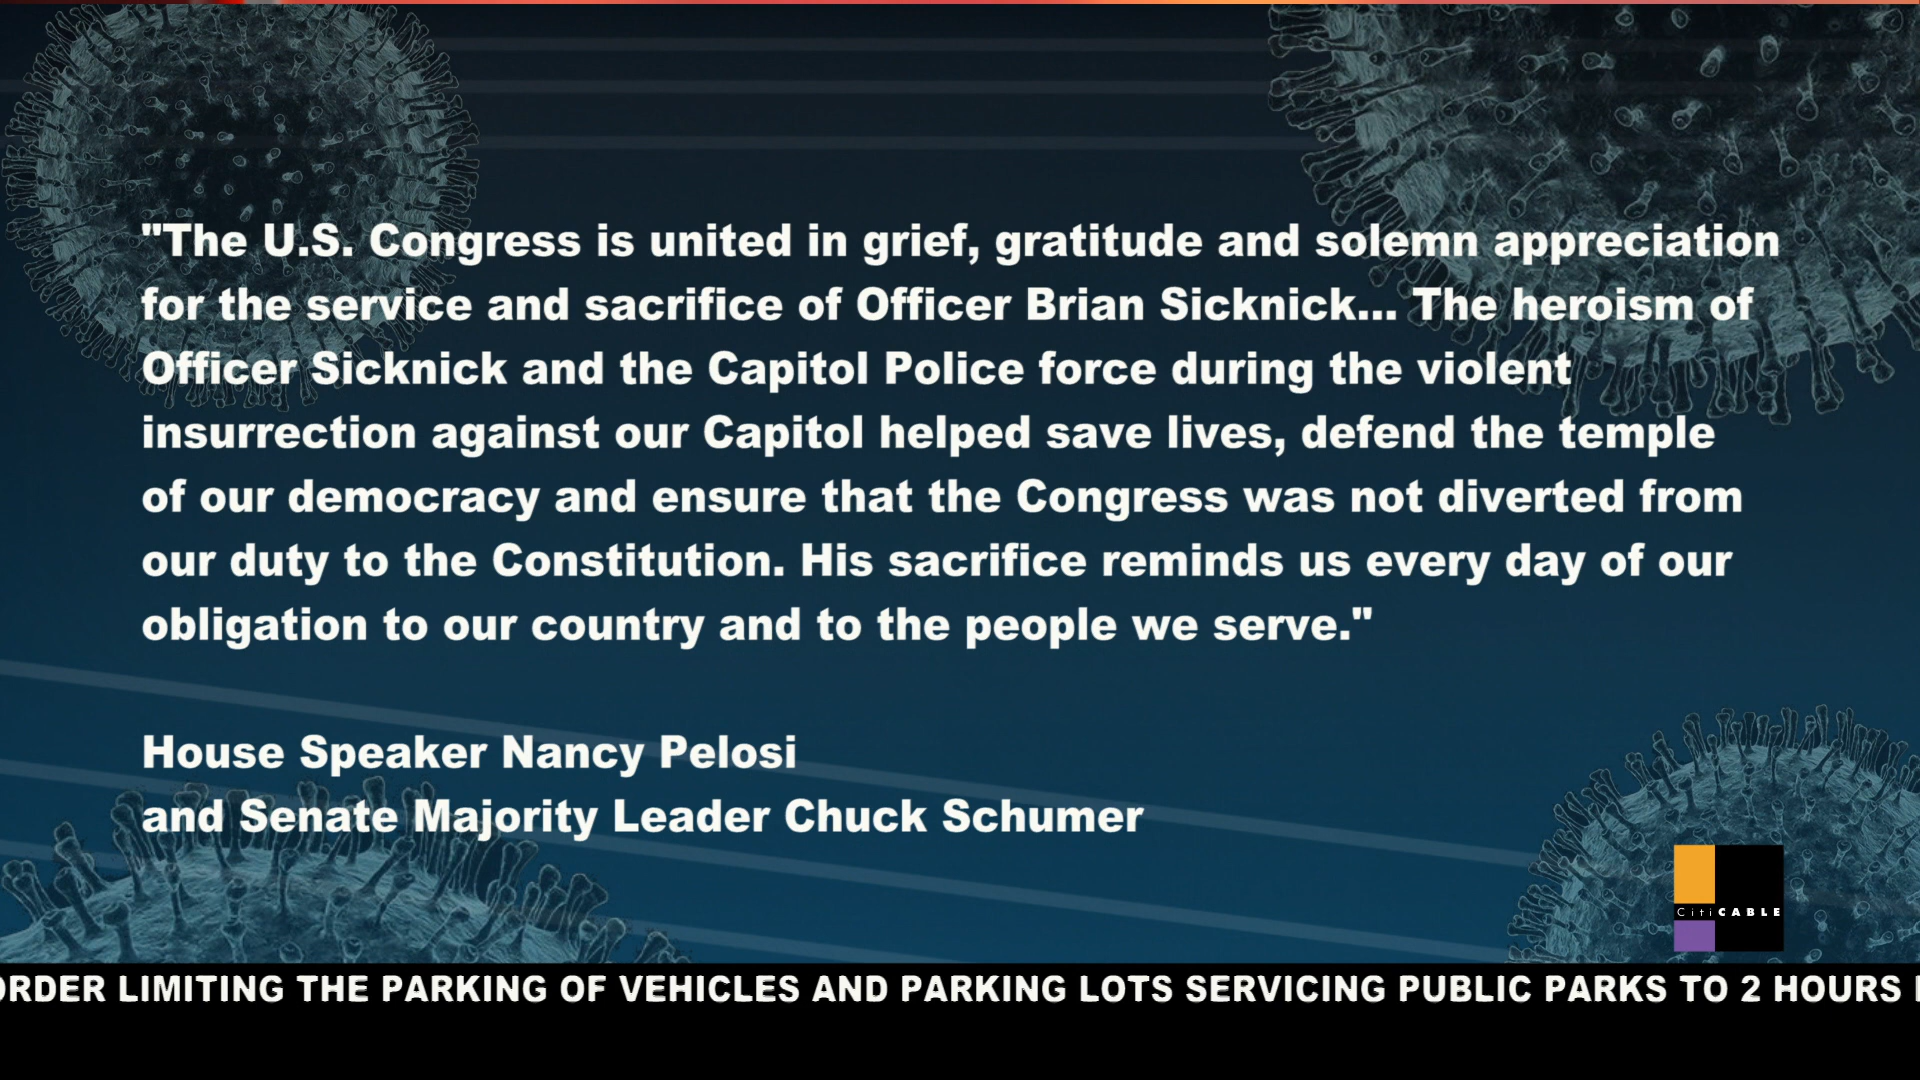 "The U.S. Congress is united in grief, gratitude and solemn appreciation
for the service and sacrifice of Officer Brian Sicknick... The heroism of
Officer Sicknick and the Capitol Police force during the violent
insurrection against our Capitol helped save lives, defend the temple
of our democracy and ensure that the Congress was not diverted from
our duty to the Constitution. His sacrifice reminds us every day of our
obligation to our country and to the people we serve."
House Speaker Nancy Pelosi
and Senate Majority Leader Chuck Schumer
CitiCABLE
ORDER LIMITING THE PARKING OF VEHICLES AND PARKING LOTS SERVICING PUBLIC PARKS TO 2 HOURS